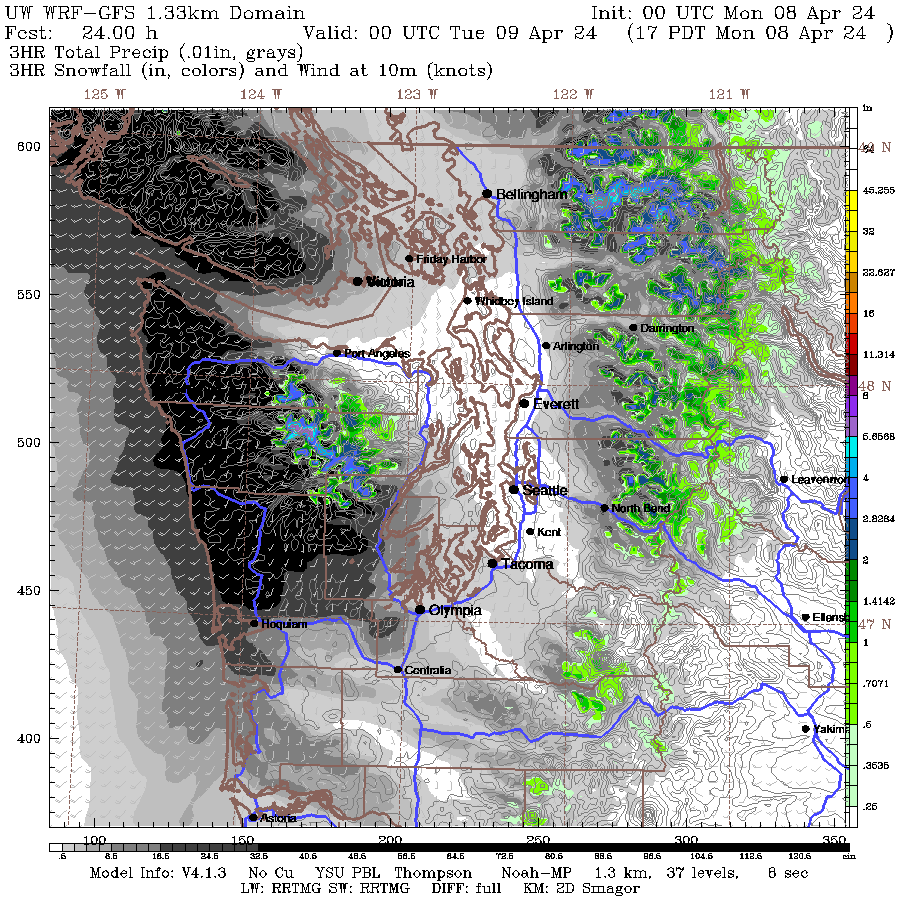 UW WRF-GFS 1.33km Domain Init: 00 UTC Mon 08 Apr 24
Fcst: 24.00 h Valid: 00 UTC Tue 09 Apr 24 (17 PDT Mon 08 Apr 24 )
3HR Total Precip (.01in, grays)
3HR Snowfall (in, colors) and Wind at 10m (knots)
125 W 124 W 123 W 122 W 121 W
in
600
Bellingham
45.255
32
Friday Harbor
Victoria
22.627
550
Whidbey Island
16
Darrington
Arlington
Port Angeles
11.314
48 N
8
Everett
500
5.6568
Seattle
4
North Bend
2.8284
Kent
Tacoma
2
450
Olympia
1.4142
Hoquiam
47 N
1
Centralia
.7071
400
.5
.3535
Astoria
.25
100 150 200 250 300 350
.5 8.5 16.5 24.5 32.5 40.5 48.5 56.5 64.5 72.5 80.5 88.5 96.5 104.5 112.5 120.5
Model Info: V4.1.3 No Cu YSU PBL Thompson Noah-MP 1.3 km, 37 levels, 8 sec
LW: RRTMG SW: RRTMG DIFF: full KM: 2D Smagor